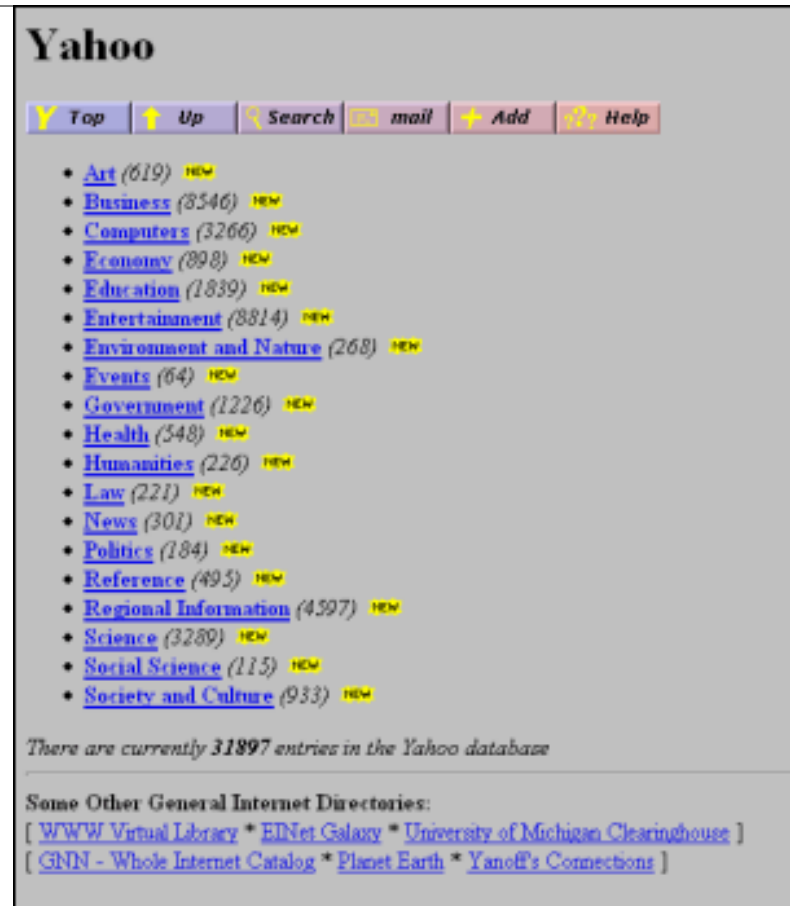 Yahoo
Y Top Up Search mail Add ??? Help
• Art (619) NEW
• Business (8546) NEW
• Computers (3266) NEW
• Economy (898) NEW
• Education (1839) NEW
• Entertainment (8814) NEW
• Environment and Nature (268) NEW
• Events (64) NEW
• Government (1226) NEW
• Health (548) NEW
• Humanities (226) NEW
• Law (221) NEW
• News (301) NEW
• Politics (184) NEW
• Reference (495) NEW
• Regional Information (4597) NEW
• Science (3289) NEW
• Social Science (115) NEW
• Society and Culture (933) NEW
There are currently 31897 entries in the Yahoo database
Some Other General Internet Directories:
[ WWW Virtual Library * EINet Galaxy * University of Michigan Clearinghouse ]
[ GNN - Whole Internet Catalog * Planet Earth * Yanoff's Connections ]